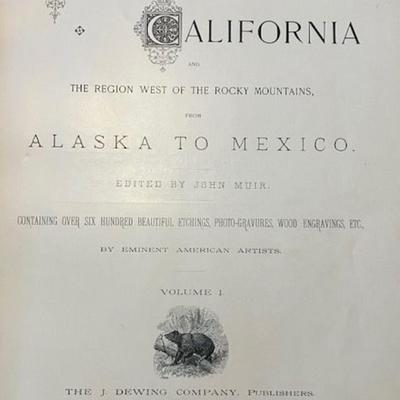 CALIFORNIA
AND
THE REGION WEST OF THE ROCKY MOUNTAINS,
FROM
ALASKA TO MEXICO.
EDITED BY JOHN MUIR.
CONTAINING OVER SIX HUNDRED BEAUTIFUL ETCHINGS, PHOTO-GRAVURES, WOOD ENGRAVINGS, ETC.,
BY EMINENT AMERICAN ARTISTS.
VOLUME I.
THE J. DEWING COMPANY, PUBLISHERS.